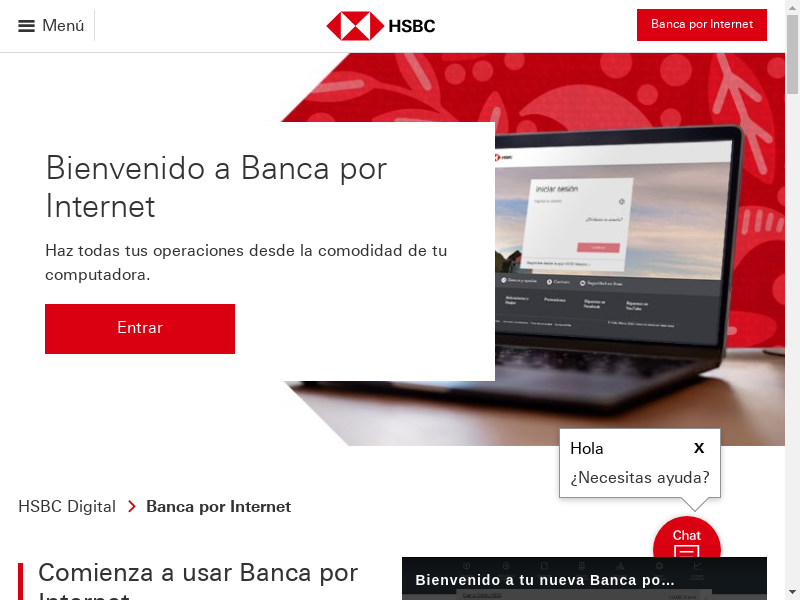 Menú
HSBC
Banca por Internet
Bienvenido a Banca por
Internet
Haz todas tus operaciones desde la comodidad de tu
computadora.
Entrar
HSBC
Iniciar sesión
Hola
X
¿Necesitas ayuda?
HSBC Digital
Banca por Internet
Chat
Comienza a usar Banca por
Internet
Bienvenido a tu nueva Banca po...